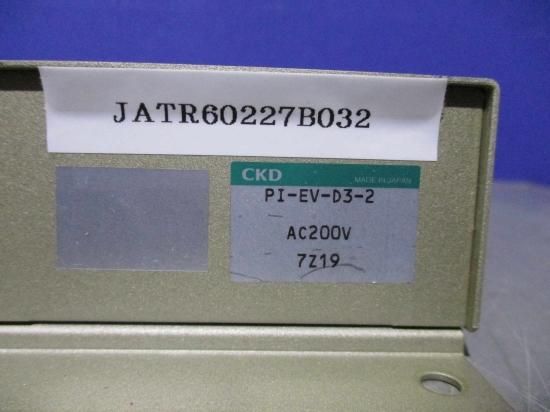 JATR60227B032
CKD MADE IN JAPAN
PI-EV-D3-2
AC200V
7Z19